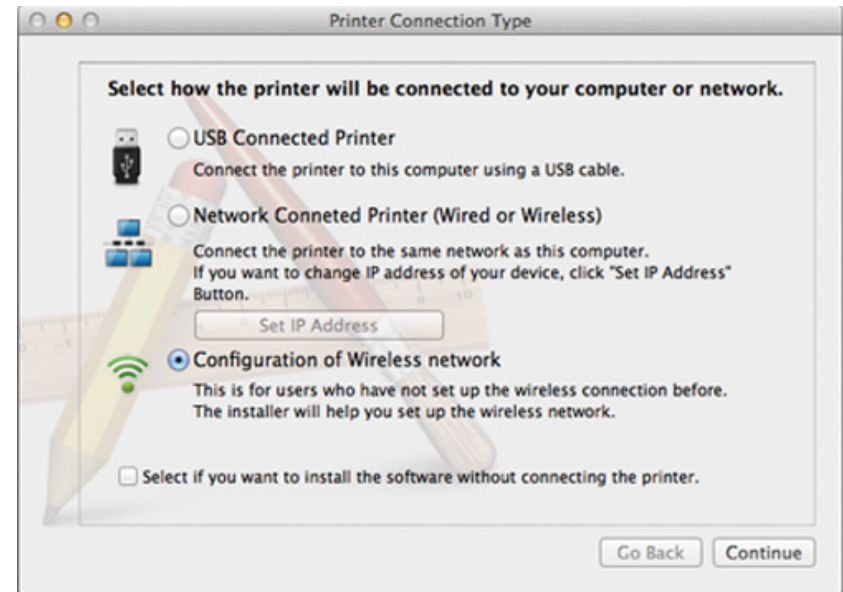 Printer Connection Type
Select how the printer will be connected to your computer or network.
USB Connected Printer
Connect the printer to this computer using a USB cable.
Network Conneted Printer (Wired or Wireless)
Connect the printer to the same network as this computer.
If you want to change IP address of your device, click "Set IP Address"
Button.
Set IP Address
Configuration of Wireless network
This is for users who have not set up the wireless connection before.
The installer will help you set up the wireless network.
Select if you want to install the software without connecting the printer.
Go Back Continue